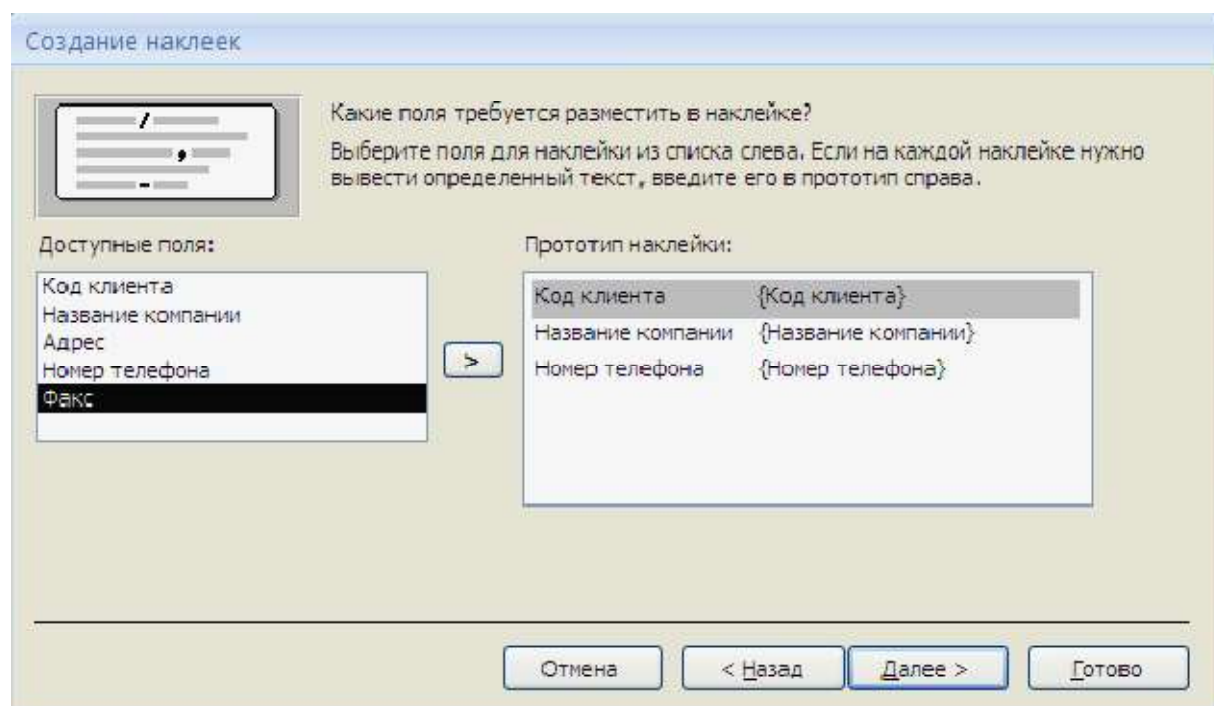 Создание наклеек
Какие поля требуется разместить в наклейке?
Выберите поля для наклейки из списка слева. Если на каждой наклейке нужно
вывести определенный текст, введите его в прототип справа.
Доступные поля:
Код клиента
Название компании
Адрес
Номер телефона
Факс
>
Прототип наклейки:
Код клиента {Код клиента}
Название компании {Название компании}
Номер телефона {Номер телефона}
Отмена
< Назад
Далее >
Готово